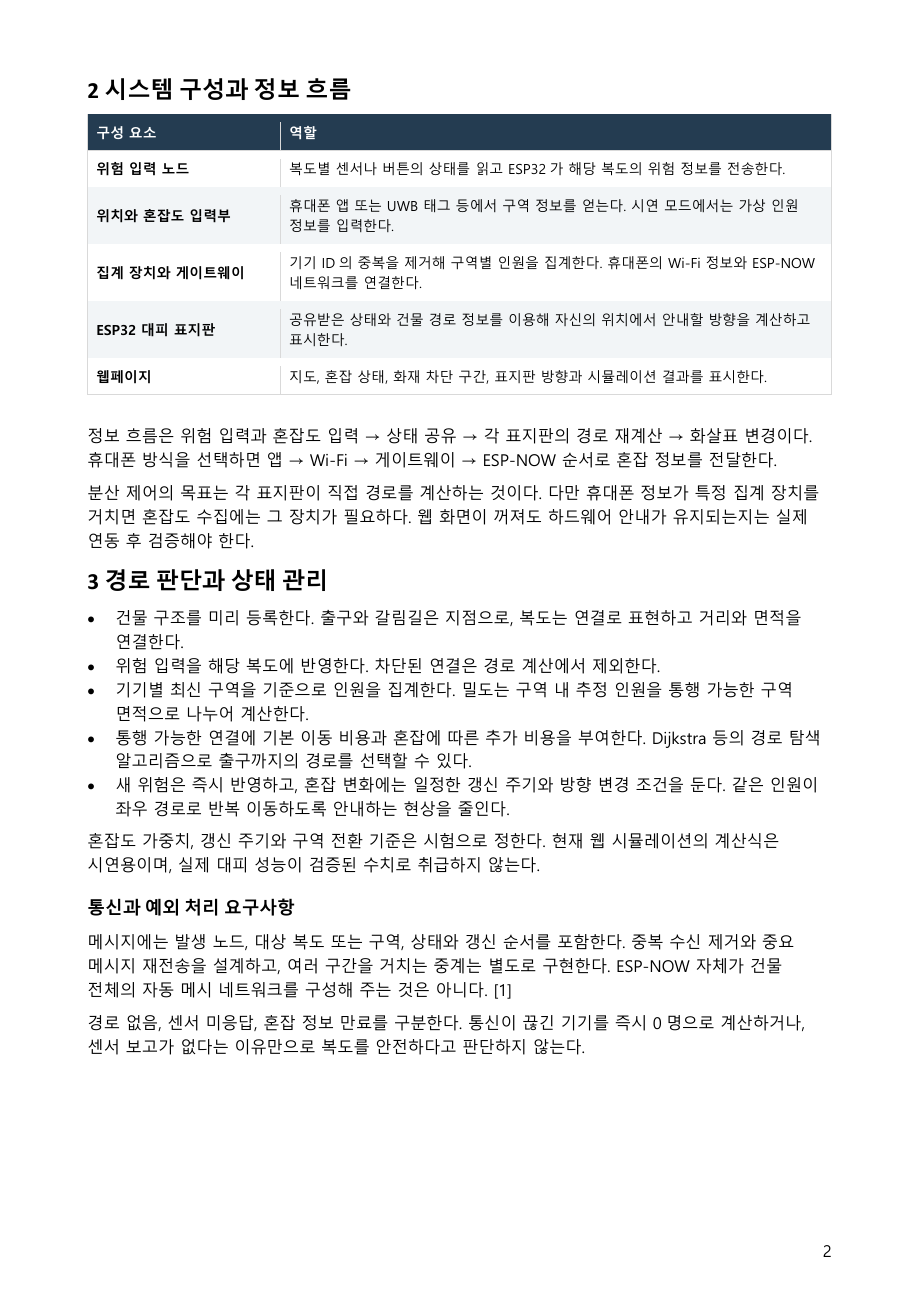 2 시스템 구성과 정보 흐름
구성 요소 역할
위험 입력 노드 복도별 센서나 버튼의 상태를 읽고 ESP32 가 해당 복도의 위험 정보를 전송한다.
위치와 혼잡도 입력부 휴대폰 앱 또는 UWB 태그 등에서 구역 정보를 얻는다. 시연 모드에서는 가상 인원
정보를 입력한다.
집계 장치와 게이트웨이 기기 ID 의 중복을 제거해 구역별 인원을 집계한다. 휴대폰의 Wi-Fi 정보와 ESP-NOW
네트워크를 연결한다.
ESP32 대피 표지판 공유받은 상태와 건물 경로 정보를 이용해 자신의 위치에서 안내할 방향을 계산하고
표시한다.
웹페이지 지도, 혼잡 상태, 화재 차단 구간, 표지판 방향과 시뮬레이션 결과를 표시한다.
정보 흐름은 위험 입력과 혼잡도 입력 → 상태 공유 → 각 표지판의 경로 재계산 → 화살표 변경이다.
휴대폰 방식을 선택하면 앱 → Wi-Fi → 게이트웨이 → ESP-NOW 순서로 혼잡 정보를 전달한다.
분산 제어의 목표는 각 표지판이 직접 경로를 계산하는 것이다. 다만 휴대폰 정보가 특정 집계 장치를
거치면 혼잡도 수집에는 그 장치가 필요하다. 웹 화면이 꺼져도 하드웨어 안내가 유지되는지는 실제
연동 후 검증해야 한다.
3 경로 판단과 상태 관리
• 건물 구조를 미리 등록한다. 출구와 갈림길은 지점으로, 복도는 연결로 표현하고 거리와 면적을
연결한다.
• 위험 입력을 해당 복도에 반영한다. 차단된 연결은 경로 계산에서 제외한다.
• 기기별 최신 구역을 기준으로 인원을 집계한다. 밀도는 구역 내 추정 인원을 통행 가능한 구역
면적으로 나누어 계산한다.
• 통행 가능한 연결에 기본 이동 비용과 혼잡에 따른 추가 비용을 부여한다. Dijkstra 등의 경로 탐색
알고리즘으로 출구까지의 경로를 선택할 수 있다.
• 새 위험은 즉시 반영하고, 혼잡 변화에는 일정한 갱신 주기와 방향 변경 조건을 둔다. 같은 인원이
좌우 경로로 반복 이동하도록 안내하는 현상을 줄인다.
혼잡도 가중치, 갱신 주기와 구역 전환 기준은 시험으로 정한다. 현재 웹 시뮬레이션의 계산식은
시연용이며, 실제 대피 성능이 검증된 수치로 취급하지 않는다.
통신과 예외 처리 요구사항
메시지에는 발생 노드, 대상 복도 또는 구역, 상태와 갱신 순서를 포함한다. 중복 수신 제거와 중요
메시지 재전송을 설계하고, 여러 구간을 거치는 중계는 별도로 구현한다. ESP-NOW 자체가 건물
전체의 자동 메시 네트워크를 구성해 주는 것은 아니다. [1]
경로 없음, 센서 미응답, 혼잡 정보 만료를 구분한다. 통신이 끊긴 기기를 즉시 0 명으로 계산하거나,
센서 보고가 없다는 이유만으로 복도를 안전하다고 판단하지 않는다.
2